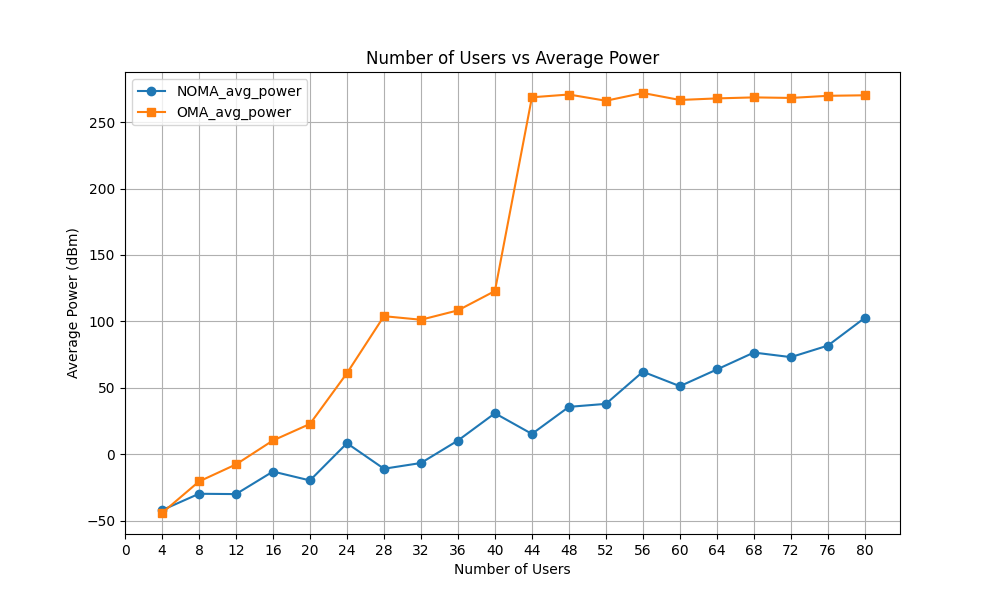 Number of Users vs Average Power
NOMA_avg_power
OMA_avg_power
Average Power (dBm)
250
200
150
100
50
0
−50
0 4 8 12 16 20 24 28 32 36 40 44 48 52 56 60 64 68 72 76 80
Number of Users